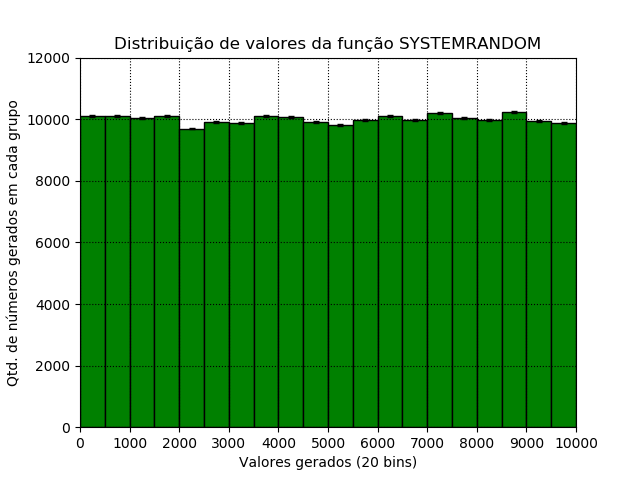 Distribuição de valores da função SYSTEMRANDOM
12000
10000
8000
6000
4000
2000
0
Qtd. de números gerados em cada grupo
0 1000 2000 3000 4000 5000 6000 7000 8000 9000 10000
Valores gerados (20 bins)